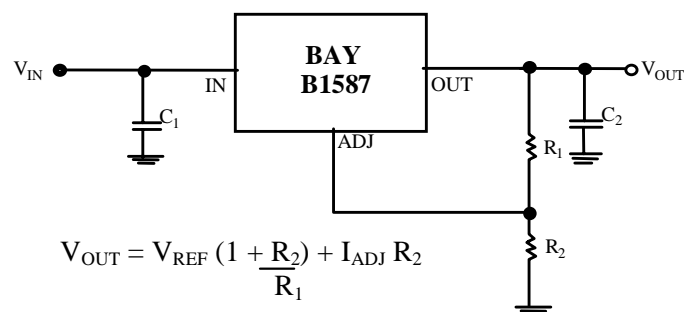 BAY
B1587
V_IN
IN
OUT
V_OUT
C_1
ADJ
R_1
C_2
V_OUT = V_REF (1 + R_2) + I_ADJ R_2
R_1
R_2